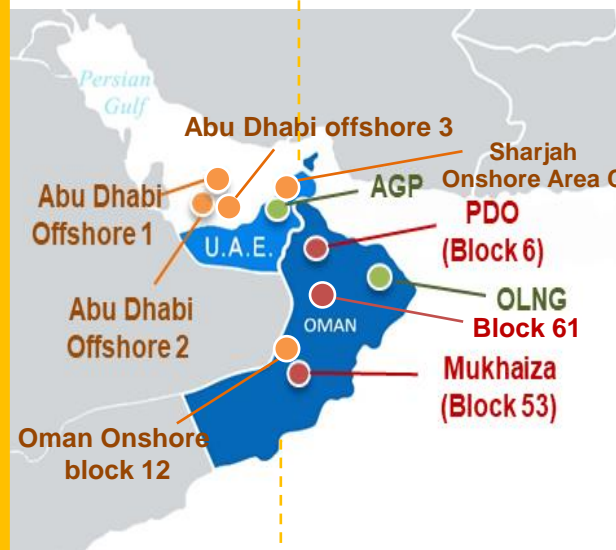 Persian
Gulf
Abu Dhabi offshore 3
Sharjah
Onshore Area C
Abu Dhabi
Offshore 1
AGP
PDO
(Block 6)
U.A.E.
Abu Dhabi
Offshore 2
OLNG
OMAN
Block 61
Mukhaiza
(Block 53)
Oman Onshore
block 12